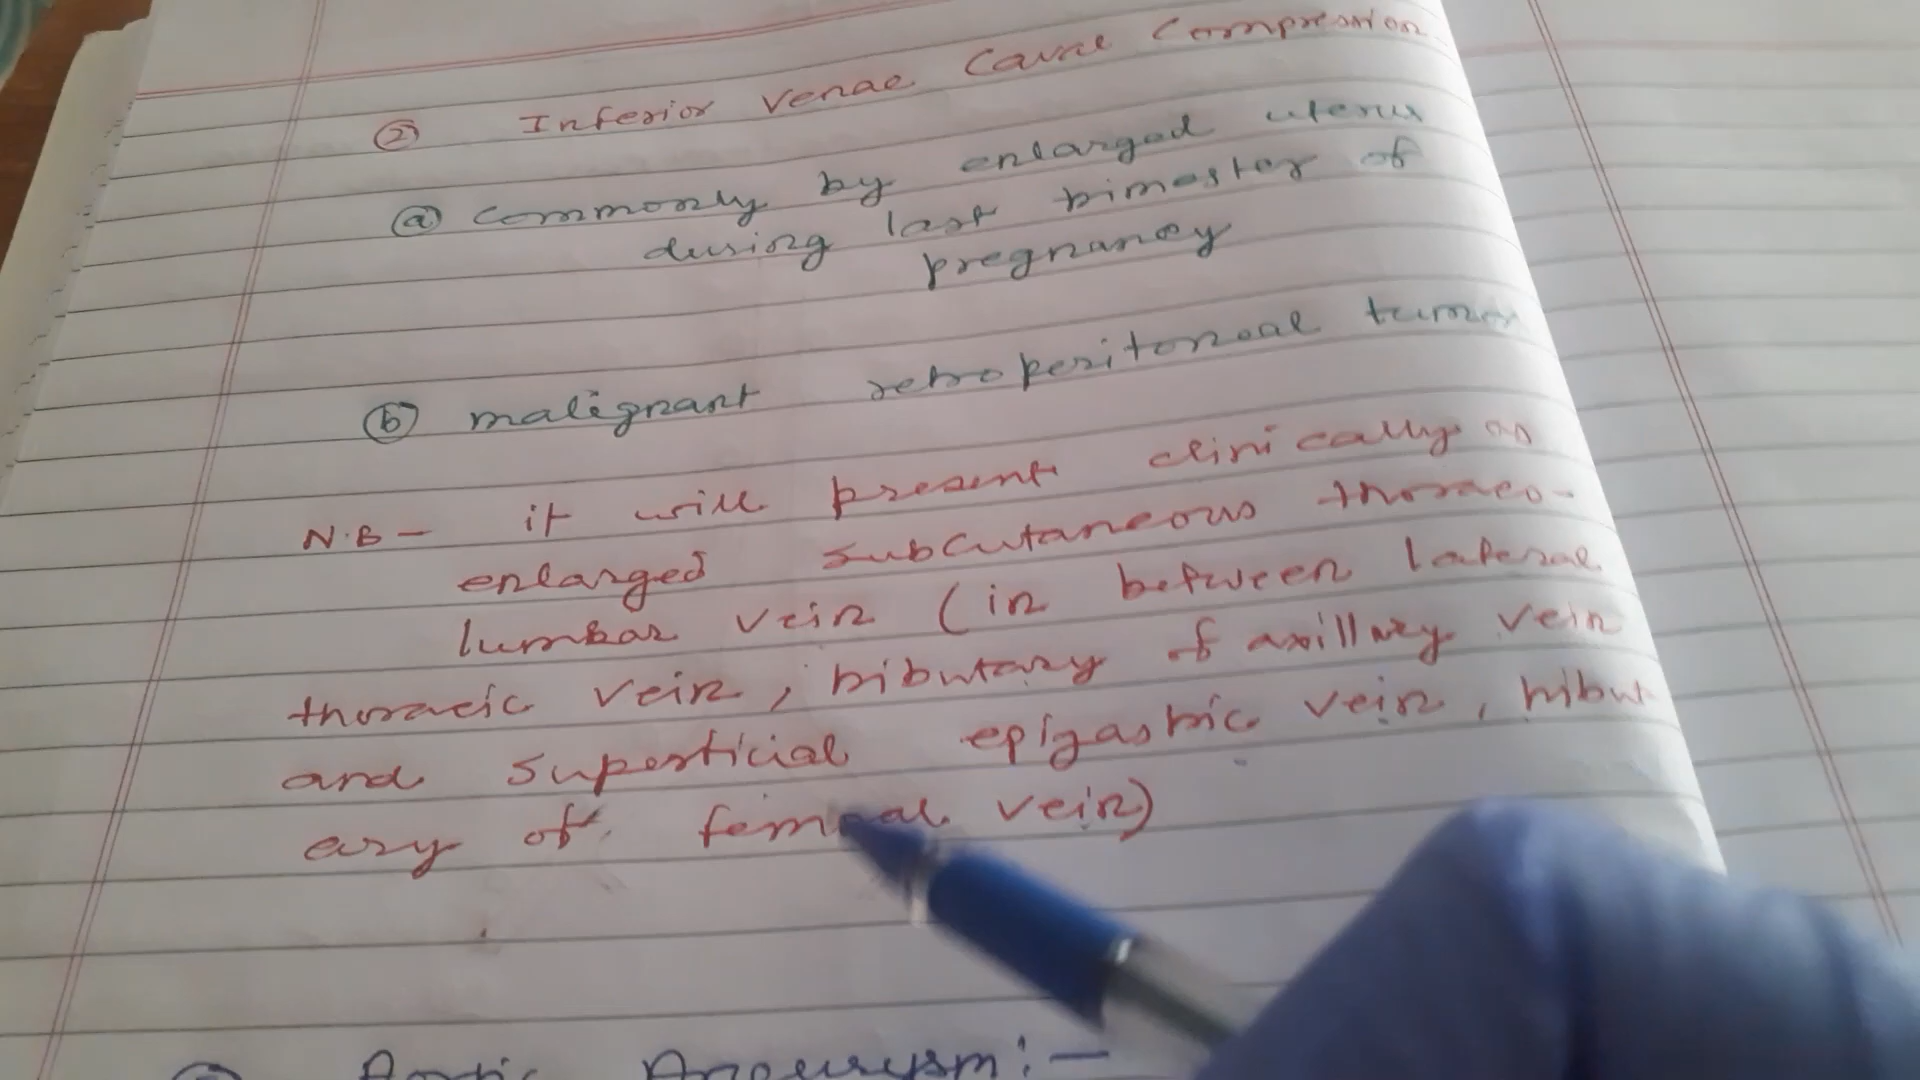 ② Inferior Venae Cavae Compression
ⓐ commonly by enlarged uterus
during last trimester of
pregnancy
ⓑ malignant retroperitoneal tumor
N.B - it will present clinically as
enlarged subcutaneous thoraco-
lumbar vein (in between lateral
thoracic vein, tributary of axillary vein
and superficial epigastric vein, tribut
ary of femoral vein)
Aortic Aneurysm: -